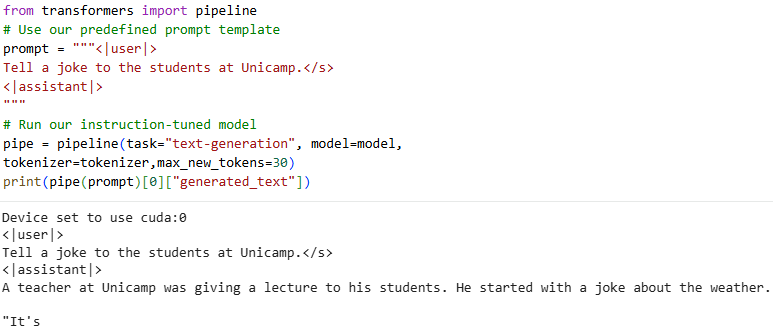 from transformers import pipeline
# Use our predefined prompt template
prompt = """<|user|>
Tell a joke to the students at Unicamp.</s>
<|assistant|>
"""
# Run our instruction-tuned model
pipe = pipeline(task="text-generation", model=model,
tokenizer=tokenizer,max_new_tokens=30)
print(pipe(prompt)[0]["generated_text"])
Device set to use cuda:0
<|user|>
Tell a joke to the students at Unicamp.</s>
<|assistant|>
A teacher at Unicamp was giving a lecture to his students. He started with a joke about the weather.
"It's